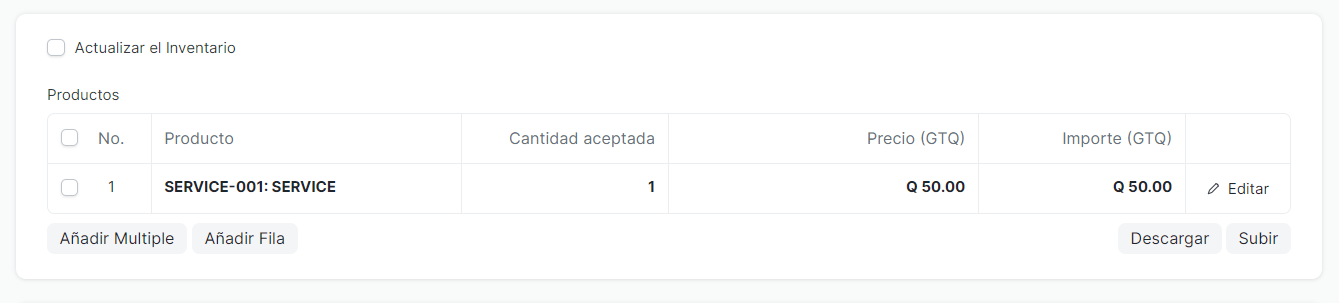 Actualizar el Inventario
Productos
No. Producto Cantidad aceptada Precio (GTQ) Importe (GTQ)
1 SERVICE-001: SERVICE 1 Q 50.00 Q 50.00 Editar
Añadir Multiple Añadir Fila Descargar Subir